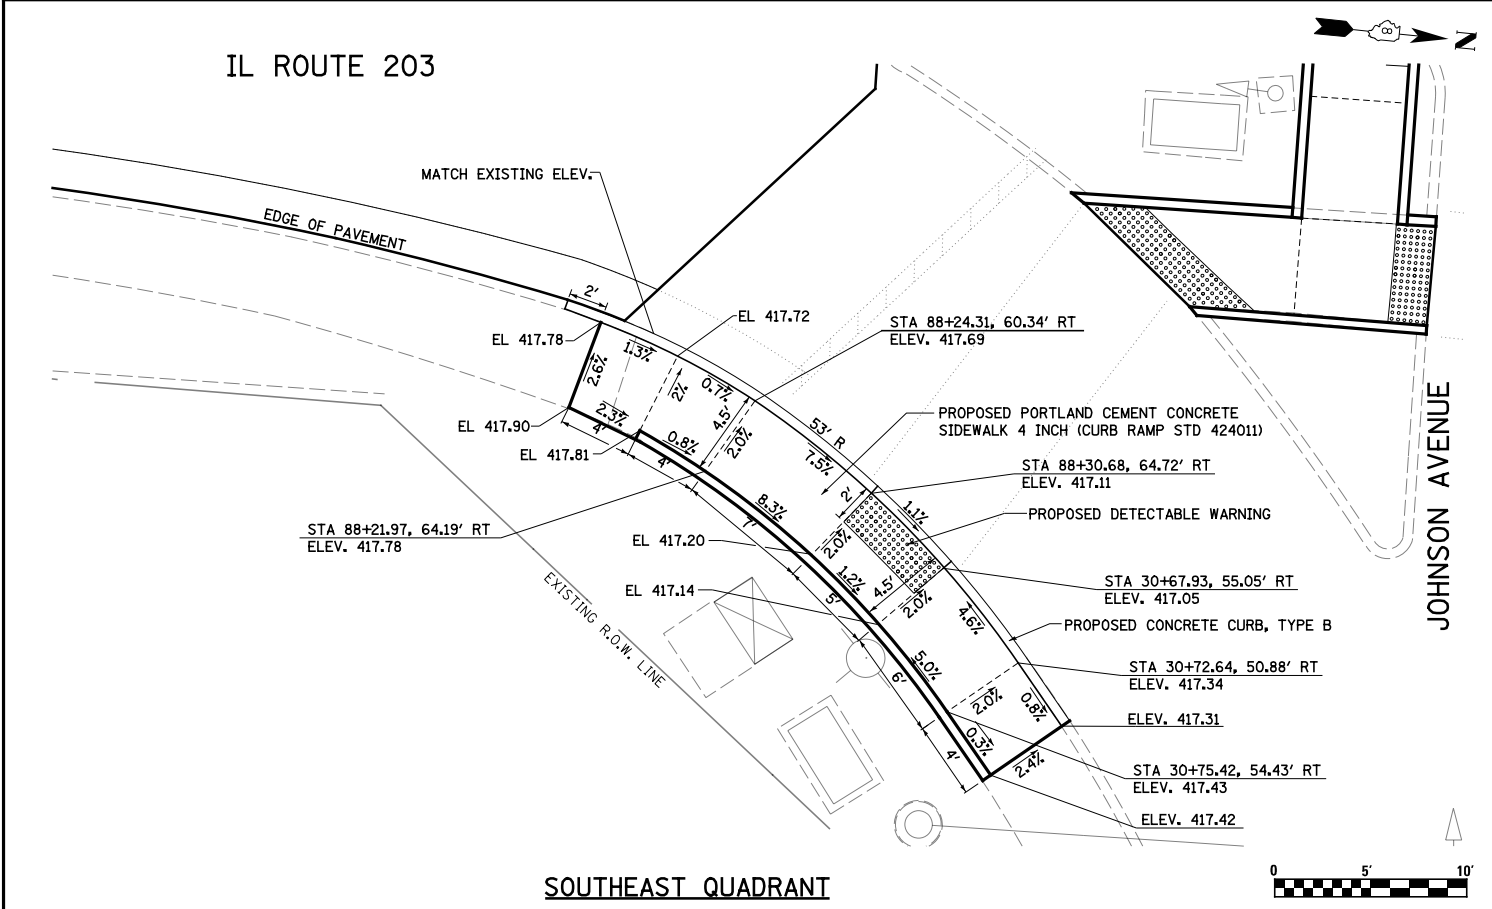 IL ROUTE 203
N
MATCH EXISTING ELEV.
EDGE OF PAVEMENT
2'
EL 417.72
EL 417.78
STA 88+24.31, 60.34' RT
ELEV. 417.69
1.3%
2.6%
2%
0.7%
4.5'
2.0%
2.3%
4'
EL 417.90
EL 417.81
0.8%
4'
53' R
7.5%
PROPOSED PORTLAND CEMENT CONCRETE
SIDEWALK 4 INCH (CURB RAMP STD 424011)
STA 88+30.68, 64.72' RT
ELEV. 417.11
2'
1.1%
PROPOSED DETECTABLE WARNING
8.3%
7'
STA 88+21.97, 64.19' RT
ELEV. 417.78
EL 417.20
2.0%
1.2%
4.5'
2.0%
5'
EL 417.14
STA 30+67.93, 55.05' RT
ELEV. 417.05
4.6%
PROPOSED CONCRETE CURB, TYPE B
EXISTING R.O.W. LINE
5.0%
6'
STA 30+72.64, 50.88' RT
ELEV. 417.34
2.0%
0.8%
ELEV. 417.31
0.3%
4'
2.4%
STA 30+75.42, 54.43' RT
ELEV. 417.43
ELEV. 417.42
JOHNSON AVENUE
SOUTHEAST QUADRANT
0 5' 10'